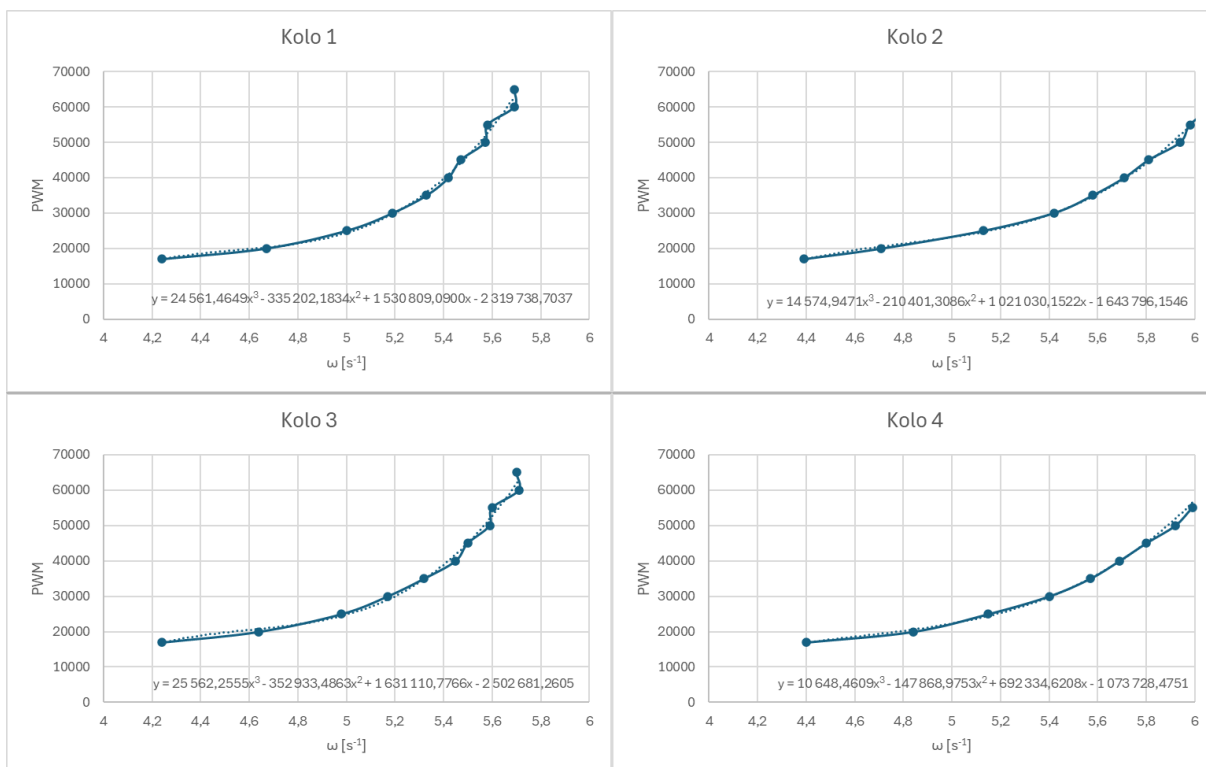 Kolo 1
70000
60000
50000
40000
30000
20000
10000
0
PWM
y = 24 561,4649x³ - 335 202,1834x² + 1 530 809,0900x - 2 319 738,7037
4 4,2 4,4 4,6 4,8 5 5,2 5,4 5,6 5,8 6
ω [s⁻¹]
Kolo 2
70000
60000
50000
40000
30000
20000
10000
0
PWM
y = 14 574,9471x³ - 210 401,3086x² + 1 021 030,1522x - 1 643 796,1546
4 4,2 4,4 4,6 4,8 5 5,2 5,4 5,6 5,8 6
ω [s⁻¹]
Kolo 3
70000
60000
50000
40000
30000
20000
10000
0
PWM
y = 25 562,2555x³ - 352 933,4863x² + 1 631 110,7766x - 2 502 681,2605
4 4,2 4,4 4,6 4,8 5 5,2 5,4 5,6 5,8 6
ω [s⁻¹]
Kolo 4
70000
60000
50000
40000
30000
20000
10000
0
PWM
y = 10 648,4609x³ - 147 868,9753x² + 692 334,6208x - 1 073 728,4751
4 4,2 4,4 4,6 4,8 5 5,2 5,4 5,6 5,8 6
ω [s⁻¹]